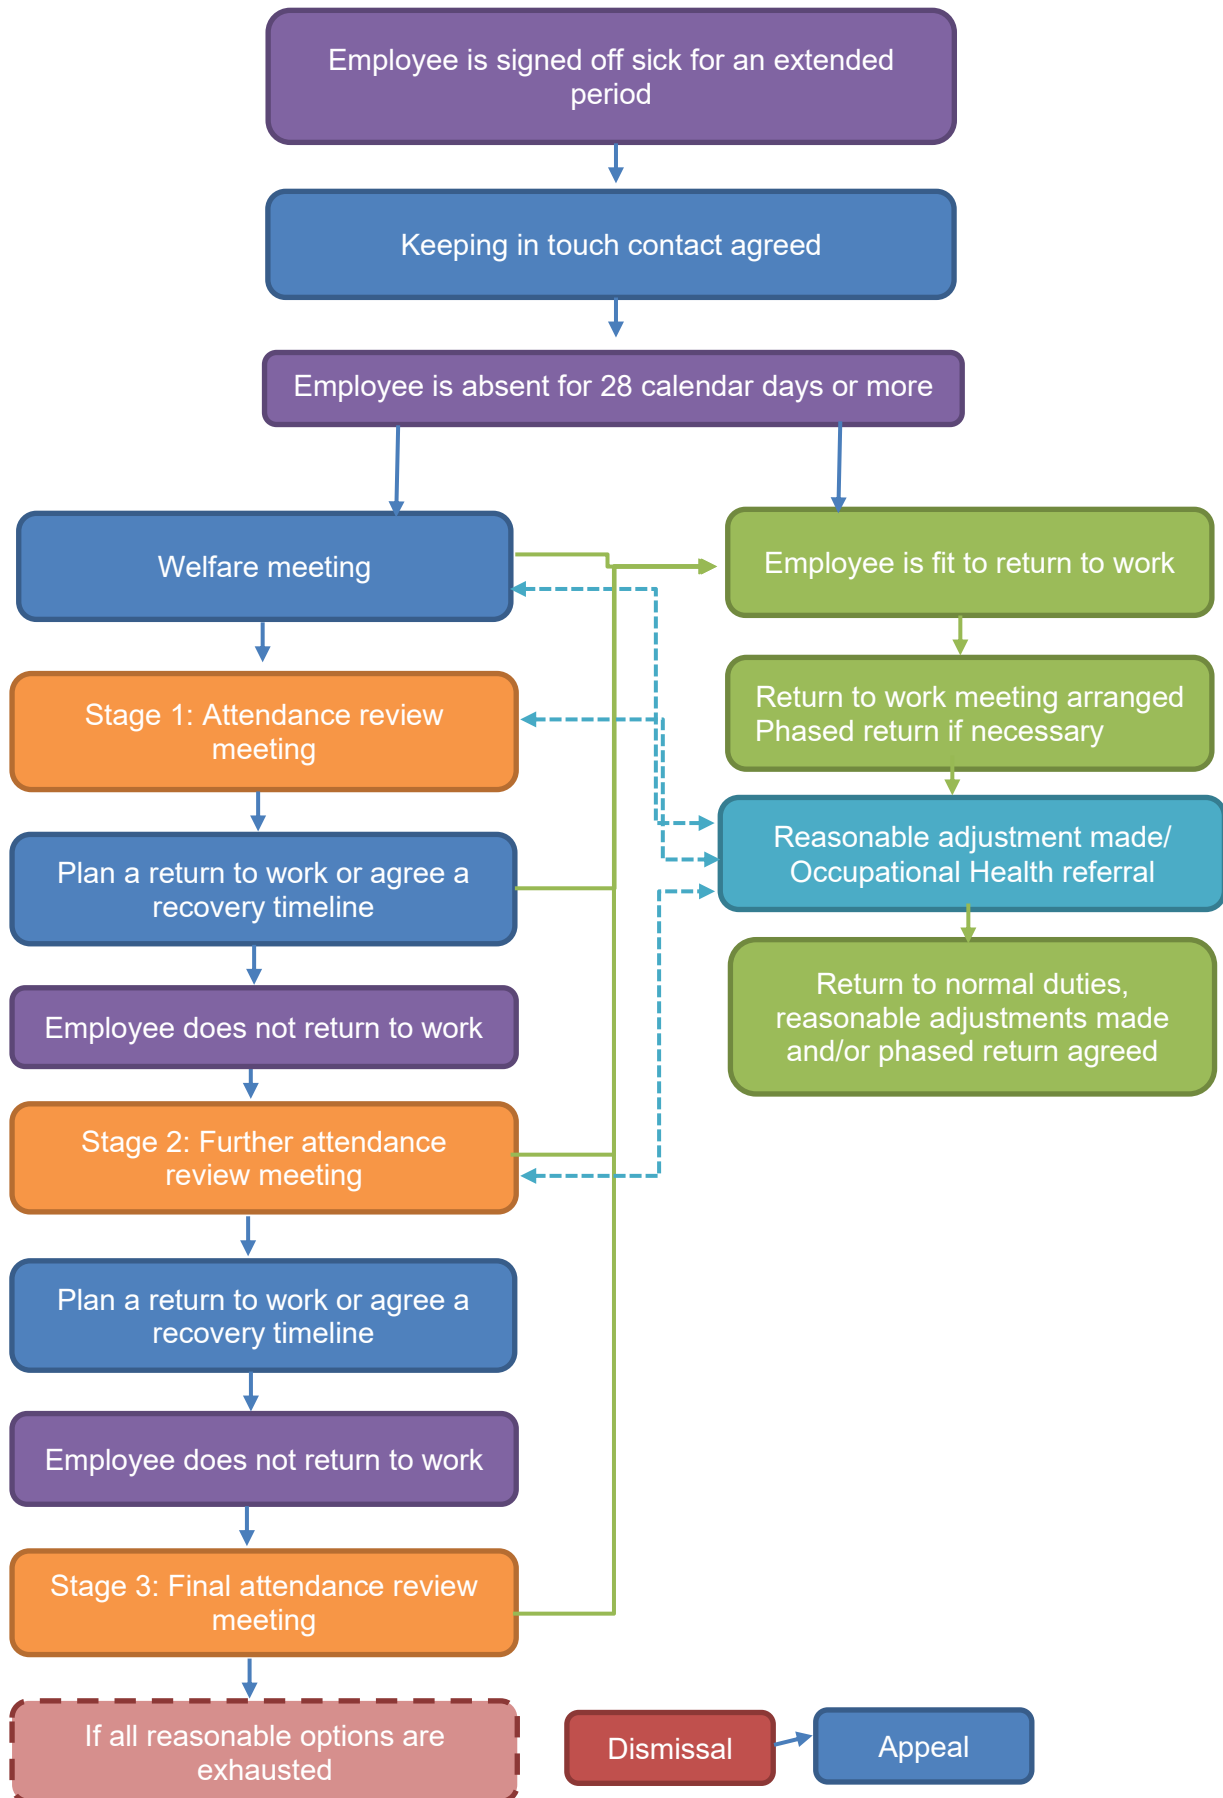 Employee is signed off sick for an extended
period
Keeping in touch contact agreed
Employee is absent for 28 calendar days or more
Welfare meeting
Employee is fit to return to work
Stage 1: Attendance review
meeting
Return to work meeting arranged
Phased return if necessary
Plan a return to work or agree a
recovery timeline
Reasonable adjustment made/
Occupational Health referral
Employee does not return to work
Return to normal duties,
reasonable adjustments made
and/or phased return agreed
Stage 2: Further attendance
review meeting
Plan a return to work or agree a
recovery timeline
Employee does not return to work
Stage 3: Final attendance review
meeting
If all reasonable options are
exhausted
Dismissal
Appeal